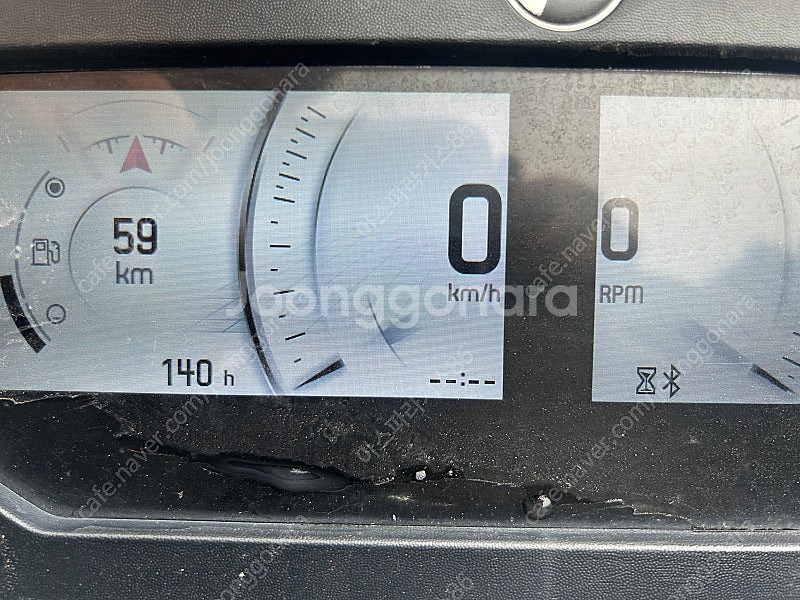 59
km
0
km/h
0
RPM
140 h
--:--
Joonggonara
cafe.naver.com/joonggonara